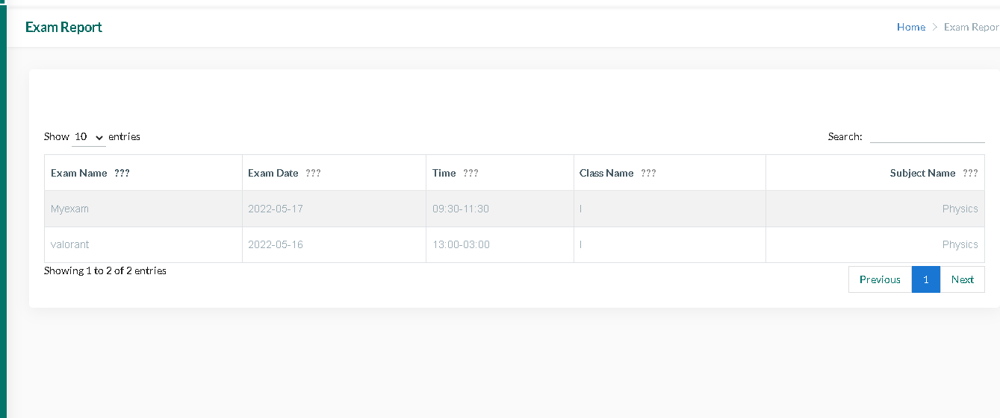 Exam Report
Home > Exam Repor
Show 10 entries
Search:
Exam Name ??? Exam Date ??? Time ??? Class Name ??? Subject Name ???
Myexam 2022-05-17 09:30-11:30 I Physics
valorant 2022-05-16 13:00-03:00 I Physics
Showing 1 to 2 of 2 entries
Previous 1 Next